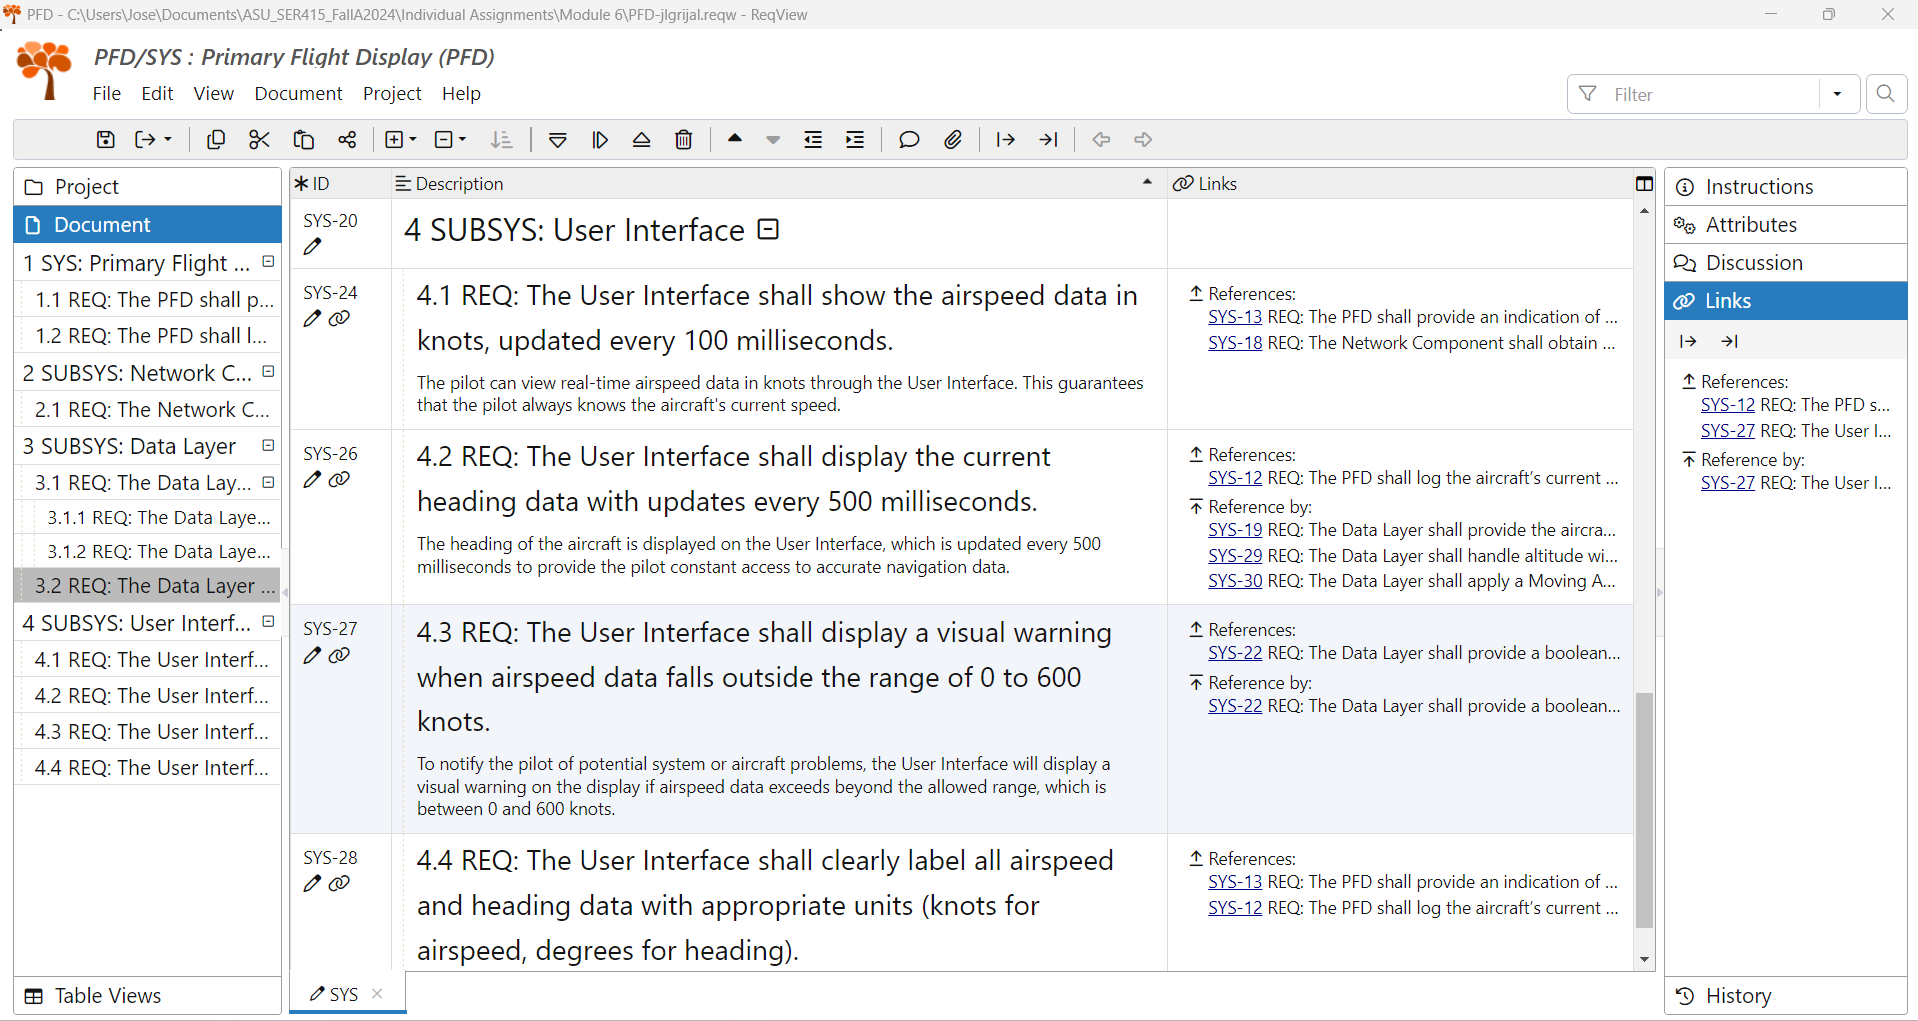 PFD - C:\Users\Jose\Documents\ASU_SER415_FallA2024\Individual Assignments\Module 6\PFD-jlgrijal.reqw - ReqView
PFD/SYS : Primary Flight Display (PFD)
File Edit View Document Project Help
Filter
Project
Document
1 SYS: Primary Flight ...
1.1 REQ: The PFD shall p...
1.2 REQ: The PFD shall l...
2 SUBSYS: Network C...
2.1 REQ: The Network C...
3 SUBSYS: Data Layer
3.1 REQ: The Data Lay...
3.1.1 REQ: The Data Laye...
3.1.2 REQ: The Data Laye...
3.2 REQ: The Data Layer ...
4 SUBSYS: User Interf...
4.1 REQ: The User Interf...
4.2 REQ: The User Interf...
4.3 REQ: The User Interf...
4.4 REQ: The User Interf...
Table Views
ID
Description
Links
SYS-20
4 SUBSYS: User Interface
SYS-24
4.1 REQ: The User Interface shall show the airspeed data in
knots, updated every 100 milliseconds.
The pilot can view real-time airspeed data in knots through the User Interface. This guarantees
that the pilot always knows the aircraft's current speed.
References:
SYS-13 REQ: The PFD shall provide an indication of ...
SYS-18 REQ: The Network Component shall obtain ...
SYS-26
4.2 REQ: The User Interface shall display the current
heading data with updates every 500 milliseconds.
The heading of the aircraft is displayed on the User Interface, which is updated every 500
milliseconds to provide the pilot constant access to accurate navigation data.
References:
SYS-12 REQ: The PFD shall log the aircraft's current ...
Reference by:
SYS-19 REQ: The Data Layer shall provide the aircra...
SYS-29 REQ: The Data Layer shall handle altitude wi...
SYS-30 REQ: The Data Layer shall apply a Moving A...
SYS-27
4.3 REQ: The User Interface shall display a visual warning
when airspeed data falls outside the range of 0 to 600
knots.
To notify the pilot of potential system or aircraft problems, the User Interface will display a
visual warning on the display if airspeed data exceeds beyond the allowed range, which is
between 0 and 600 knots.
References:
SYS-22 REQ: The Data Layer shall provide a boolean...
Reference by:
SYS-22 REQ: The Data Layer shall provide a boolean...
SYS-28
4.4 REQ: The User Interface shall clearly label all airspeed
and heading data with appropriate units (knots for
airspeed, degrees for heading).
References:
SYS-13 REQ: The PFD shall provide an indication of ...
SYS-12 REQ: The PFD shall log the aircraft's current ...
SYS
Instructions
Attributes
Discussion
Links
References:
SYS-12 REQ: The PFD s...
SYS-27 REQ: The User I...
Reference by:
SYS-27 REQ: The User I...
History